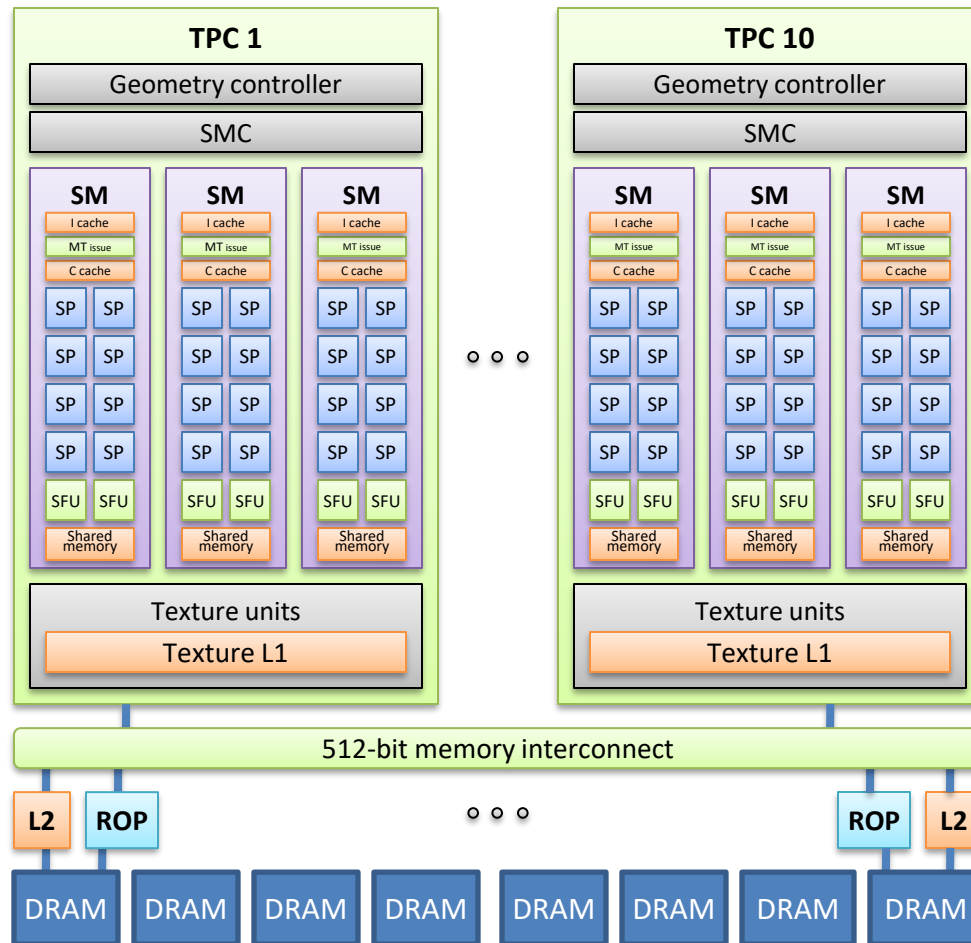 TPC 1
Geometry controller
SMC
SM SM SM
I cache I cache I cache
MT issue MT issue MT issue
C cache C cache C cache
SP SP SP SP SP SP
SP SP SP SP SP SP
SP SP SP SP SP SP
SP SP SP SP SP SP
SFU SFU SFU SFU SFU SFU
Shared Shared Shared
memory memory memory
Texture units
Texture L1
TPC 10
Geometry controller
SMC
SM SM SM
I cache I cache I cache
MT issue MT issue MT issue
C cache C cache C cache
SP SP SP SP SP SP
SP SP SP SP SP SP
SP SP SP SP SP SP
SP SP SP SP SP SP
SFU SFU SFU SFU SFU SFU
Shared Shared Shared
memory memory memory
Texture units
Texture L1
512-bit memory interconnect
L2 ROP ROP L2
DRAM DRAM DRAM DRAM DRAM DRAM DRAM DRAM